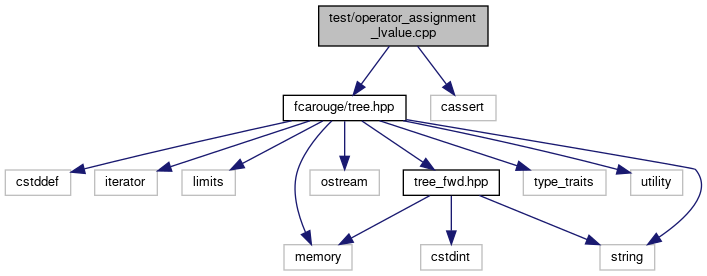 test/operator_assignment
_lvalue.cpp
fcarouge/tree.hpp
cassert
cstddef
iterator
limits
ostream
tree_fwd.hpp
type_traits
utility
memory
cstdint
string